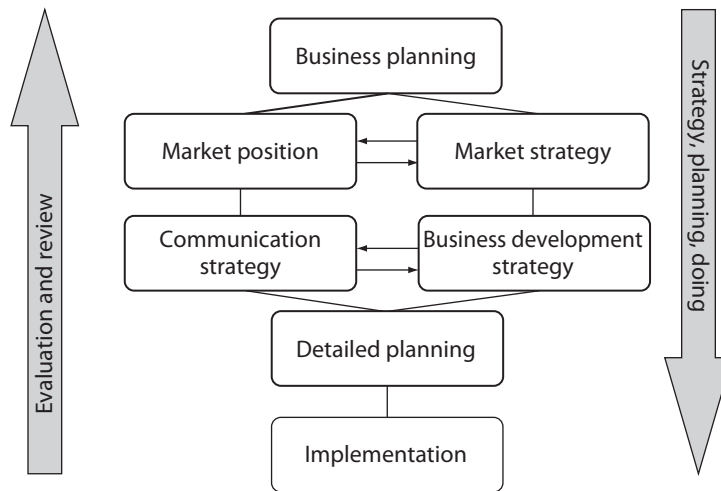 Business planning
Market position
Market strategy
Communication
strategy
Business development
strategy
Detailed planning
Implementation
Evaluation and review
Strategy, planning, doing